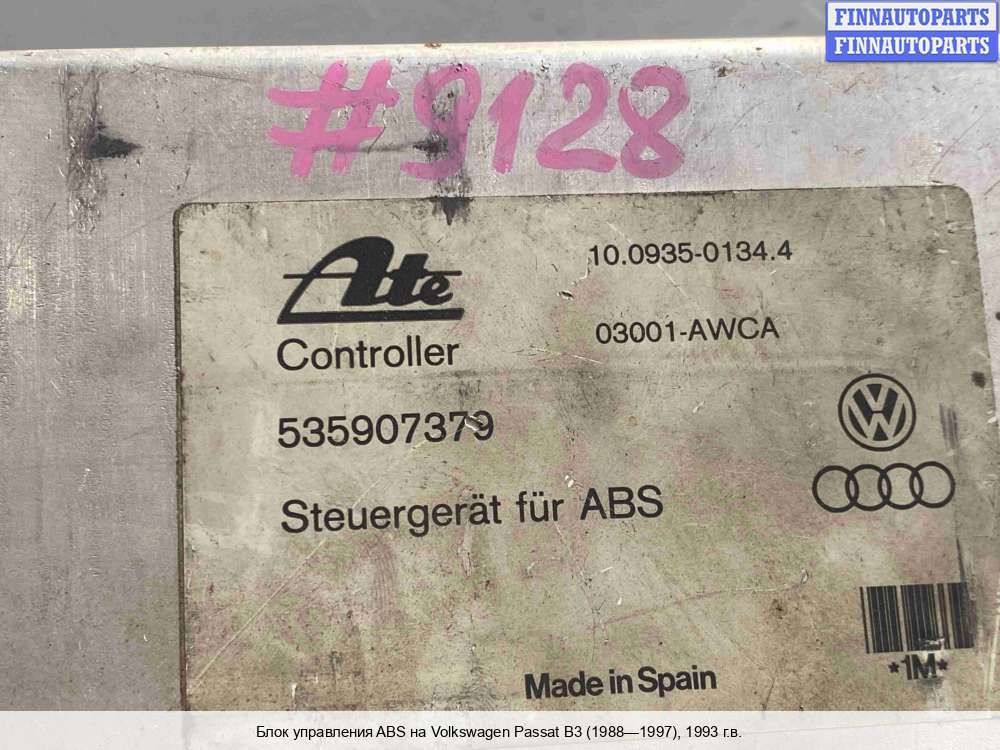 FINNAUTOPARTS
FINNAUTOPARTS
#9128
Ate
10.0935-0134.4
03001-AWCA
Controller
535907379
Steuergerät für ABS
*1M*
Made in Spain
Блок управления ABS на Volkswagen Passat B3 (1988—1997), 1993 г.в.